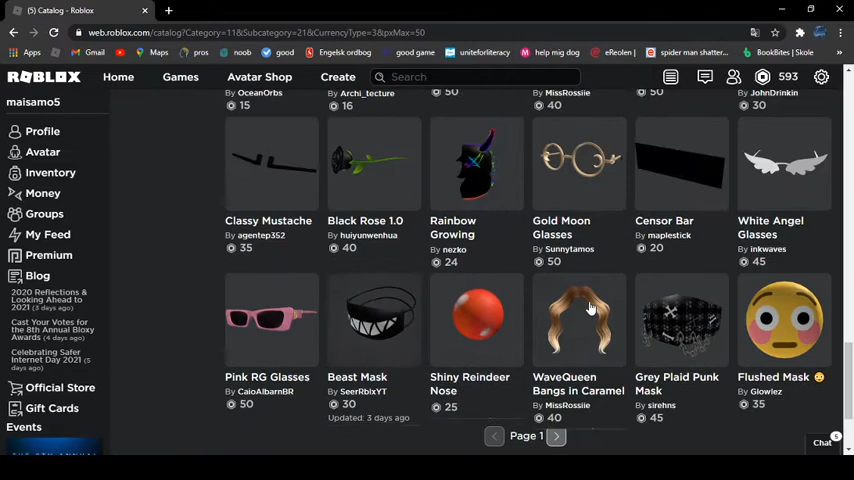 (5) Catalog - Roblox
web.roblox.com/catalog?Category=11&Subcategory=21&CurrencyType=3&pxMax=50
Apps Gmail pros Maps noob good Engelsk ordbog good game uniteforliteracy help mig dog eReolen | spider man shatter... BookBites | Skole
ROBLOX Home Games Avatar Shop Create Search 593
maisamo5
Profile
Avatar
Inventory
Money
Groups
My Feed
Premium
Blog
2020 Reflections &
Looking Ahead to
2021 (3 days ago)
Cast Your Votes for
the 8th Annual Bloxy
Awards (4 days ago)
Celebrating Safer
Internet Day 2021 (5
days ago)
Official Store
Gift Cards
Events
By OceanOrbs
15
By Archi_tecture
16
50
By MissRossiie
40
50
By JohnDrinkin
30
Classy Mustache
By agentep352
35
Black Rose 1.0
By huiyunwenhua
40
Rainbow
Growing
By nezko
24
Gold Moon
Glasses
By Sunnytamos
50
Censor Bar
By maplestick
20
White Angel
Glasses
By inkwaves
45
Pink RG Glasses
By CaioAlbarnBR
50
Beast Mask
By SeerRblxYT
30
Updated: 3 days ago
Shiny Reindeer
Nose
25
WaveQueen
Bangs in Caramel
By MissRossiie
40
Grey Plaid Punk
Mask
By sirehns
45
Flushed Mask 😳
By Glowlez
35
Page 1
Chat 5